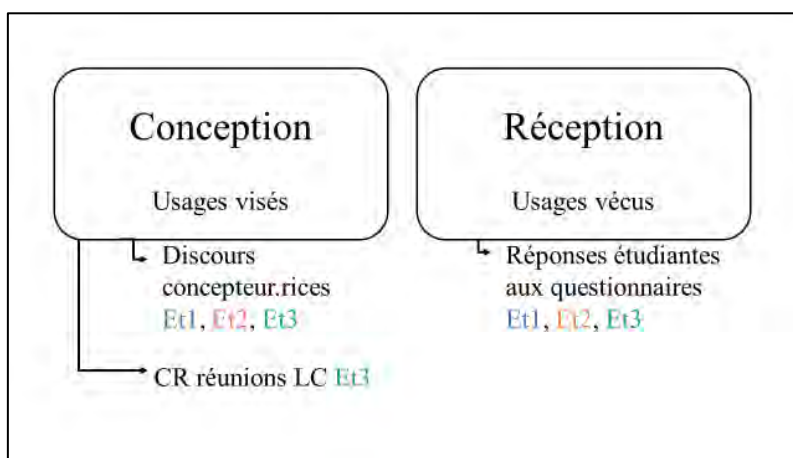 Conception
Usages visés
Discours
concepteur.rices
Et1, Et2, Et3
CR réunions LC Et3
Réception
Usages vécus
Réponses étudiantes
aux questionnaires
Et1, Et2, Et3